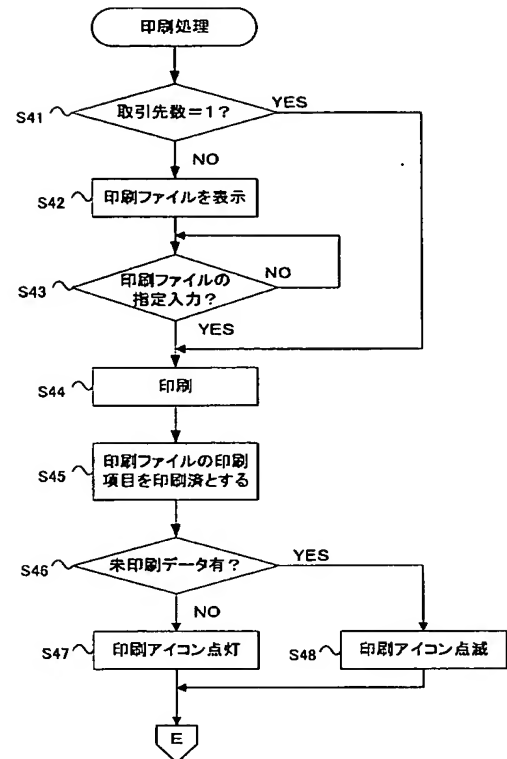 印刷処理
S41
取引先数＝1？
YES
NO
S42
印刷ファイルを表示
S43
印刷ファイルの
指定入力？
NO
YES
S44
印刷
S45
印刷ファイルの印刷
項目を印刷済とする
S46
未印刷データ有？
YES
NO
S47
印刷アイコン点灯
S48
印刷アイコン点滅
E